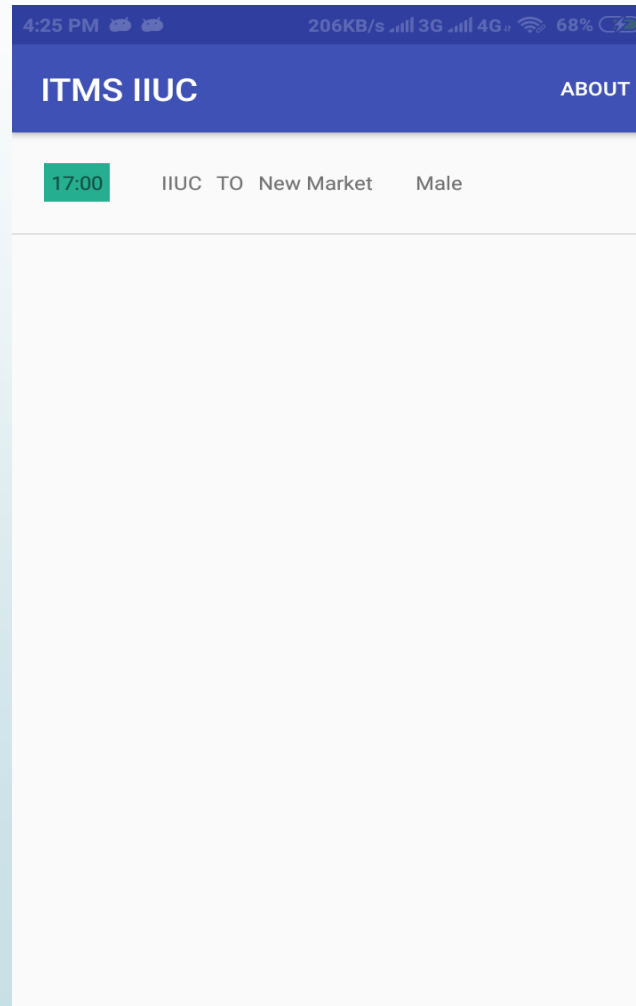 4:25 PM 206KB/s 3G 4G 68%
ITMS IIUC ABOUT
17:00 IIUC TO New Market Male